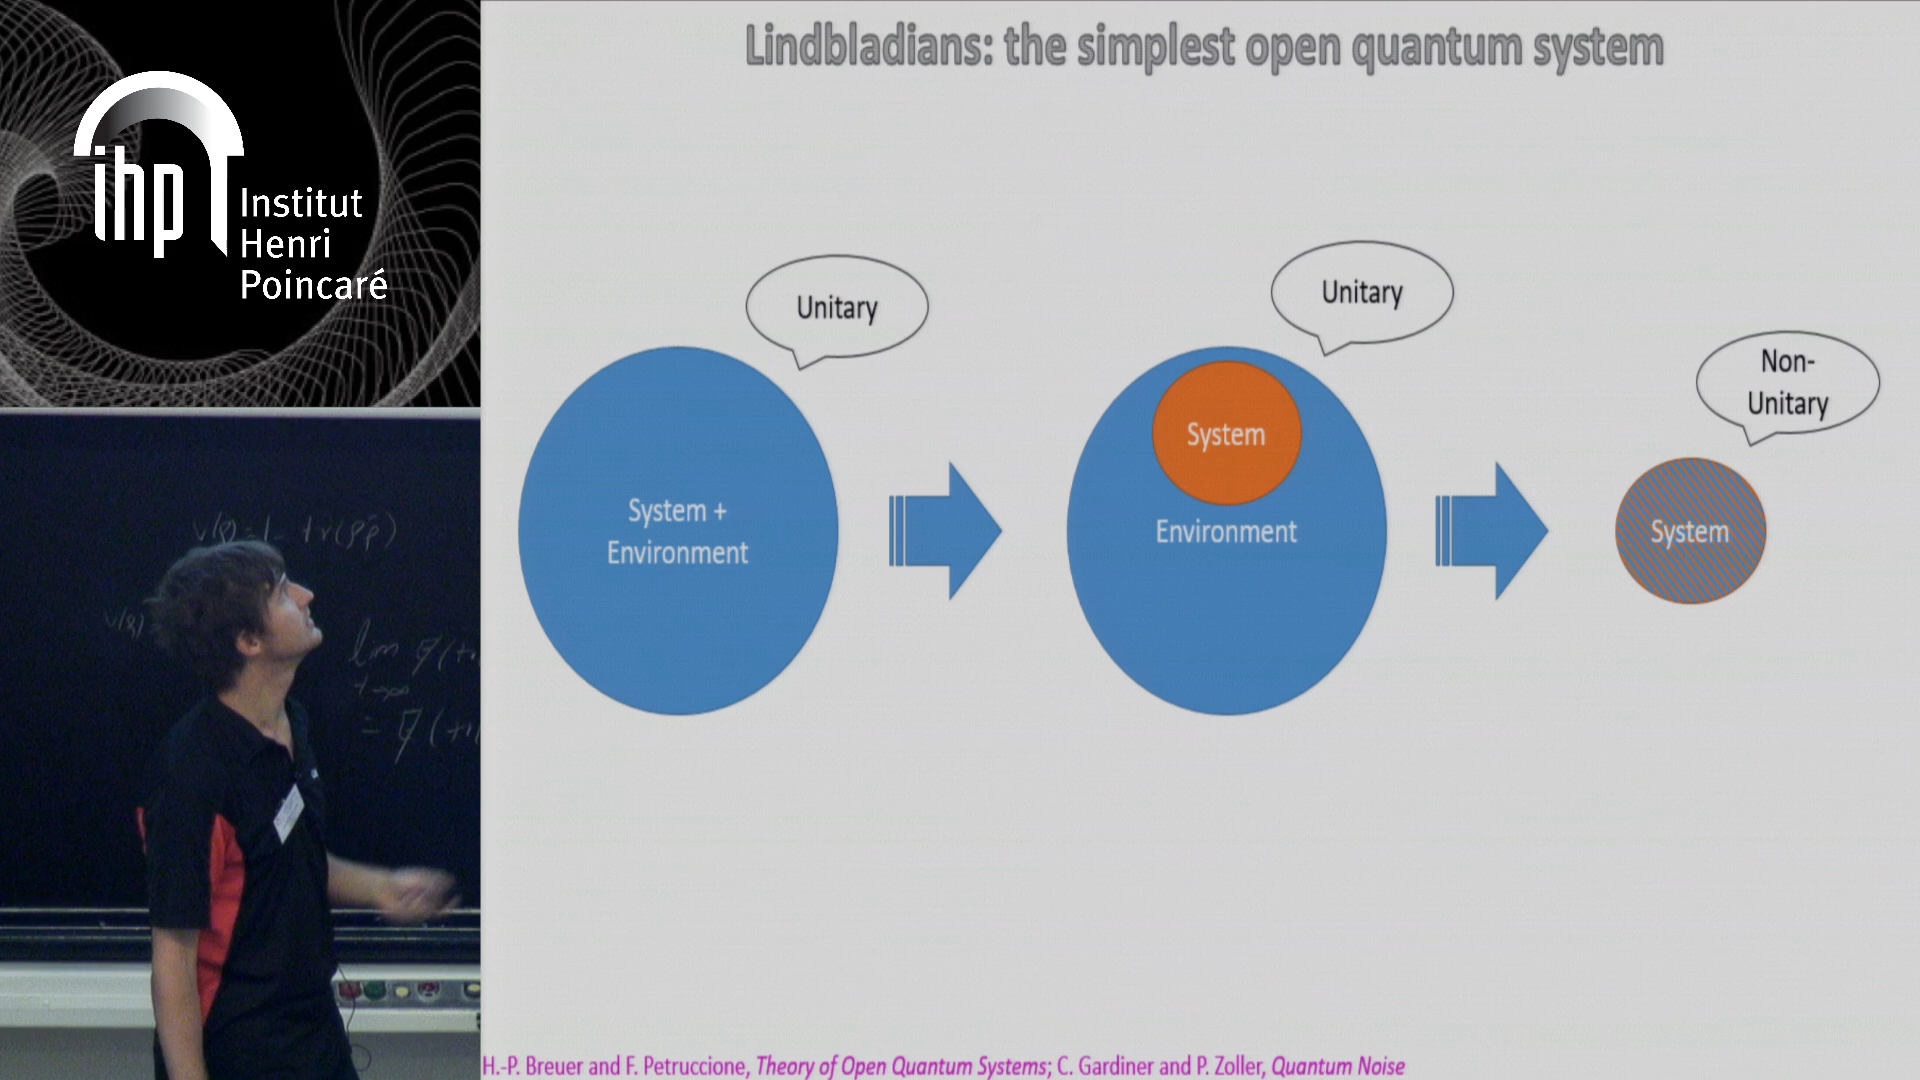 ihp
Institut
Henri
Poincaré
Lindbladians: the simplest open quantum system
Unitary
Unitary
Non-
Unitary
System +
Environment
System
Environment
System
H.-P. Breuer and F. Petruccione, Theory of Open Quantum Systems; C. Gardiner and P. Zoller, Quantum Noise
lim
t→∞